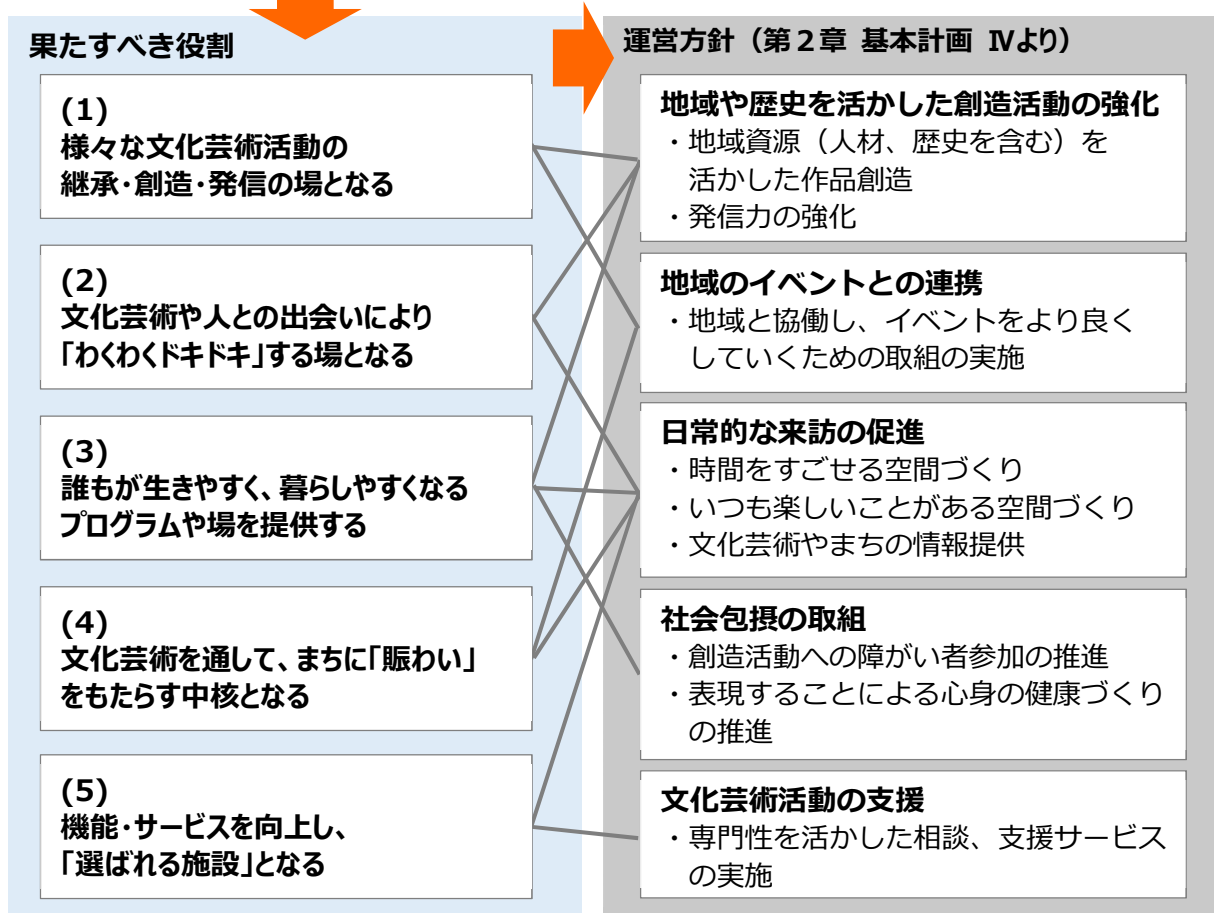 果たすべき役割
(1)
様々な文化芸術活動の
継承・創造・発信の場となる
(2)
文化芸術や人との出会いにより
「わくわくドキドキ」する場となる
(3)
誰もが生きやすく、暮らしやすくなる
プログラムや場を提供する
(4)
文化芸術を通して、まちに「賑わい」
をもたらす中核となる
(5)
機能・サービスを向上し、
「選ばれる施設」となる
運営方針（第２章 基本計画 Ⅳより）
地域や歴史を活かした創造活動の強化
・地域資源（人材、歴史を含む）を
活かした作品創造
・発信力の強化
地域のイベントとの連携
・地域と協働し、イベントをより良く
していくための取組の実施
日常的な来訪の促進
・時間をすごせる空間づくり
・いつも楽しいことがある空間づくり
・文化芸術やまちの情報提供
社会包摂の取組
・創造活動への障がい者参加の推進
・表現することによる心身の健康づくり
の推進
文化芸術活動の支援
・専門性を活かした相談、支援サービス
の実施